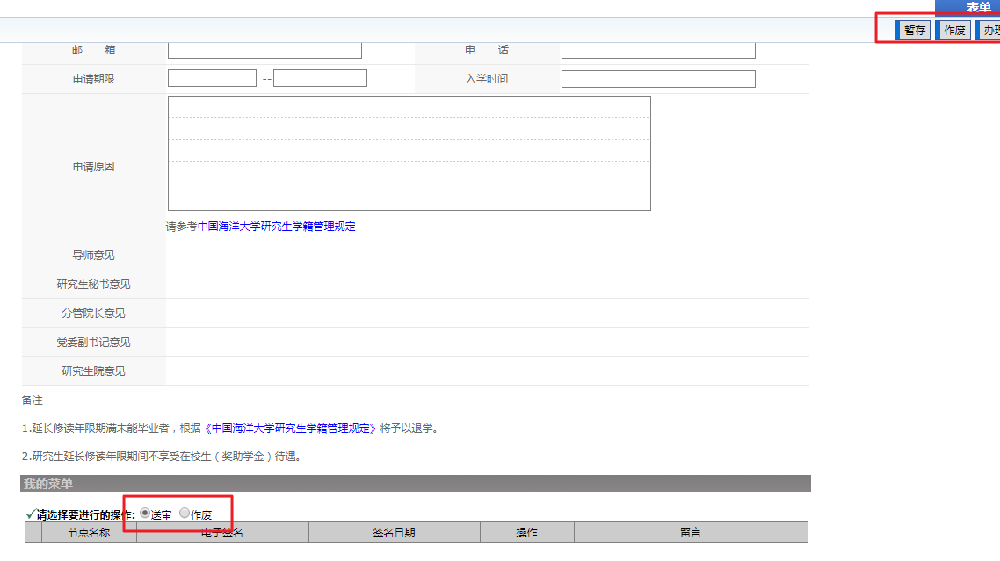 表单
暂存 作废 办理
邮 箱 电 话
申请期限 -- 入学时间
申请原因
请参考中国海洋大学研究生学籍管理规定
导师意见
研究生秘书意见
分管院长意见
党委副书记意见
研究生院意见
备注
1.延长修读年限期满未能毕业者，根据《中国海洋大学研究生学籍管理规定》将予以退学。
2.研究生延长修读年限期间不享受在校生（奖助学金）待遇。
我的菜单
✓请选择要进行的操作: 送审 作废
节点名称 电子签名 签名日期 操作 留言